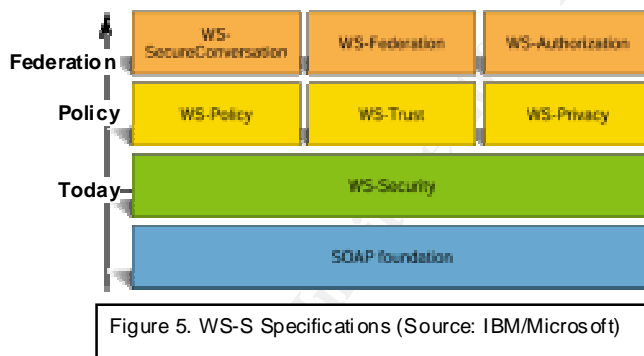 WS-
SecureConversation
WS-Federation
WS-Authorization
Federation
Policy
WS-Policy
WS-Trust
WS-Privacy
Today
WS-Security
SOAP foundation
Figure 5. WS-S Specifications (Source: IBM/Microsoft)